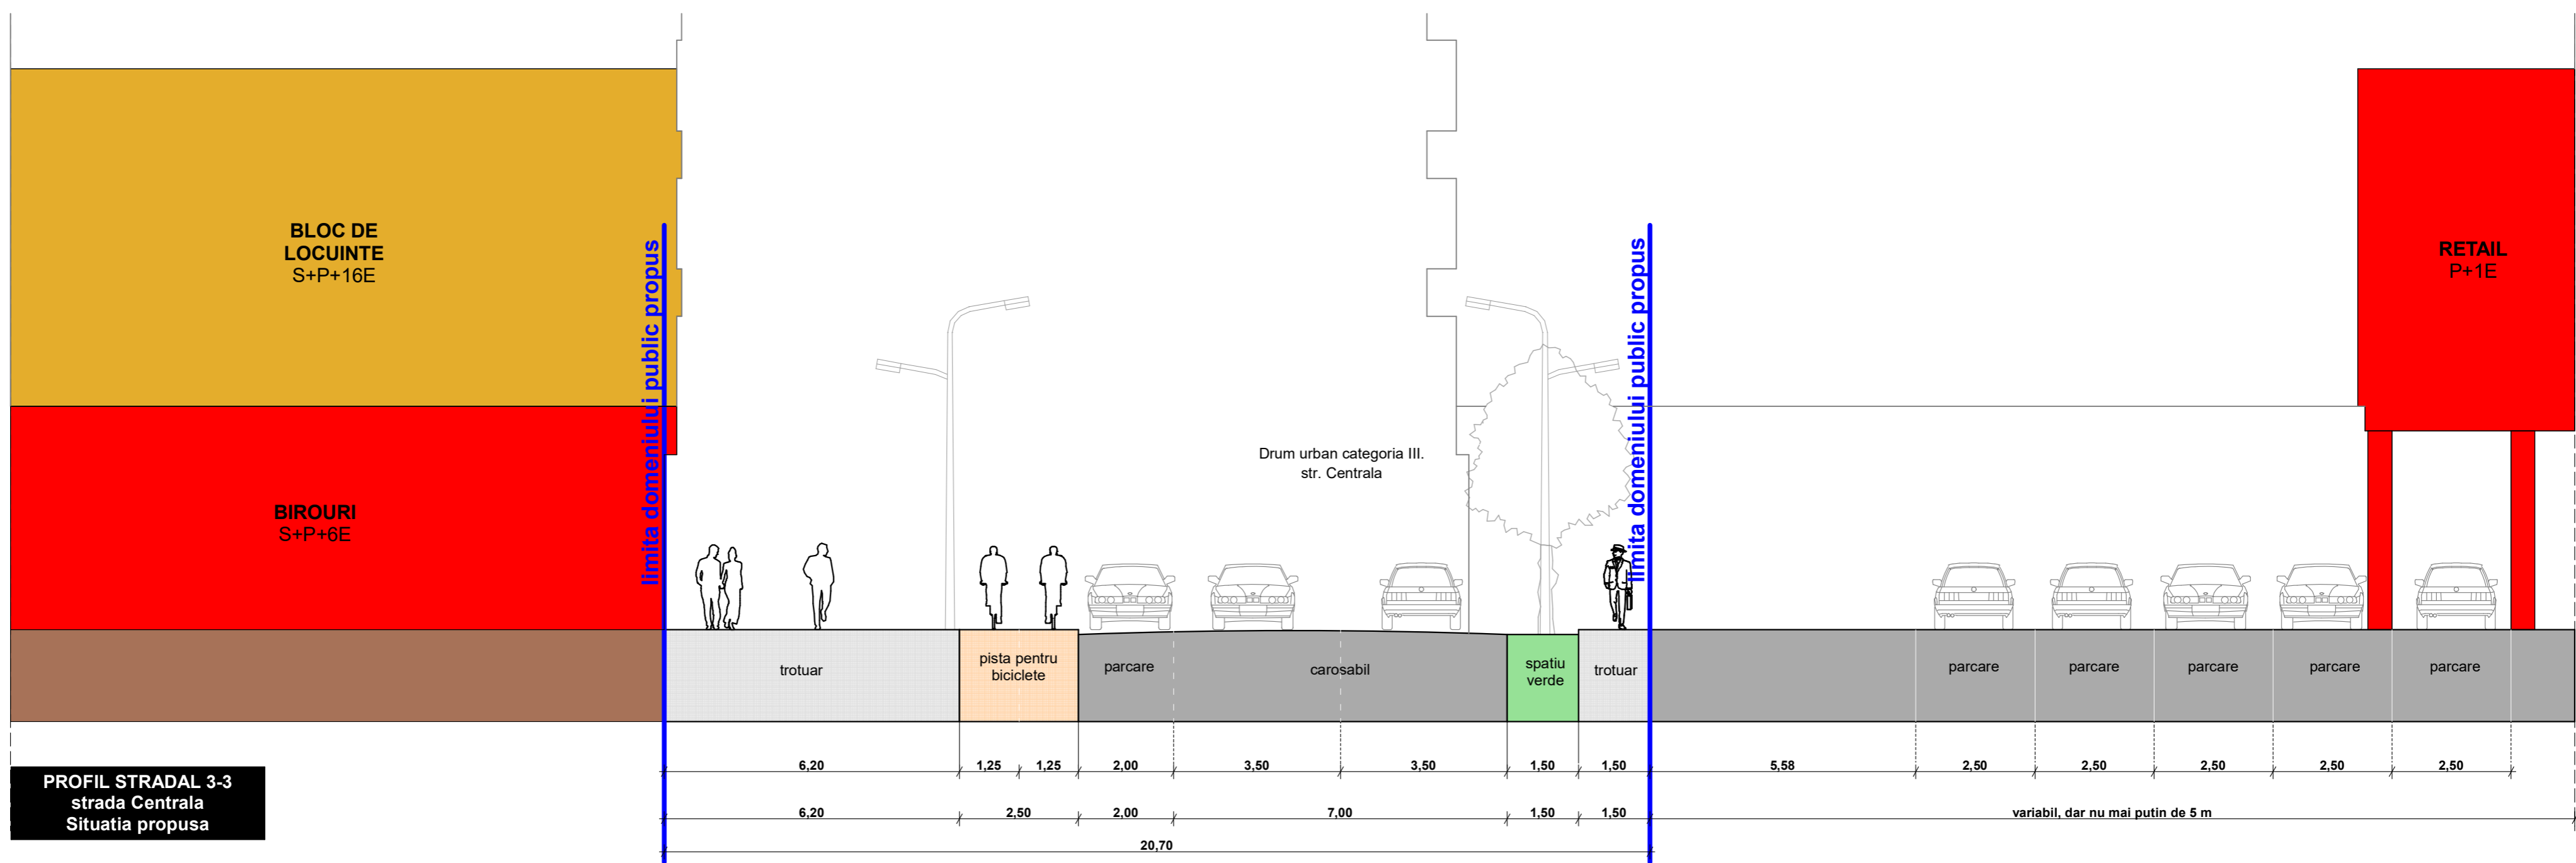 BLOC DE
LOCUINTE
S+P+16E
BIROURI
S+P+6E
limita domeniului public propus
Drum urban categoria III.
str. Centrala
limita domeniului public propus
RETAIL
P+1E
trotuar
pista pentru
biciclete
parcare
carosabil
spatiu
verde
trotuar
parcare
parcare
parcare
parcare
parcare
6,20 1,25 1,25 2,00 3,50 3,50 1,50 1,50 5,58 2,50 2,50 2,50 2,50 2,50
6,20 2,50 2,00 7,00 1,50 1,50 variabil, dar nu mai putin de 5 m
20,70
PROFIL STRADAL 3-3
strada Centrala
Situatia propusa